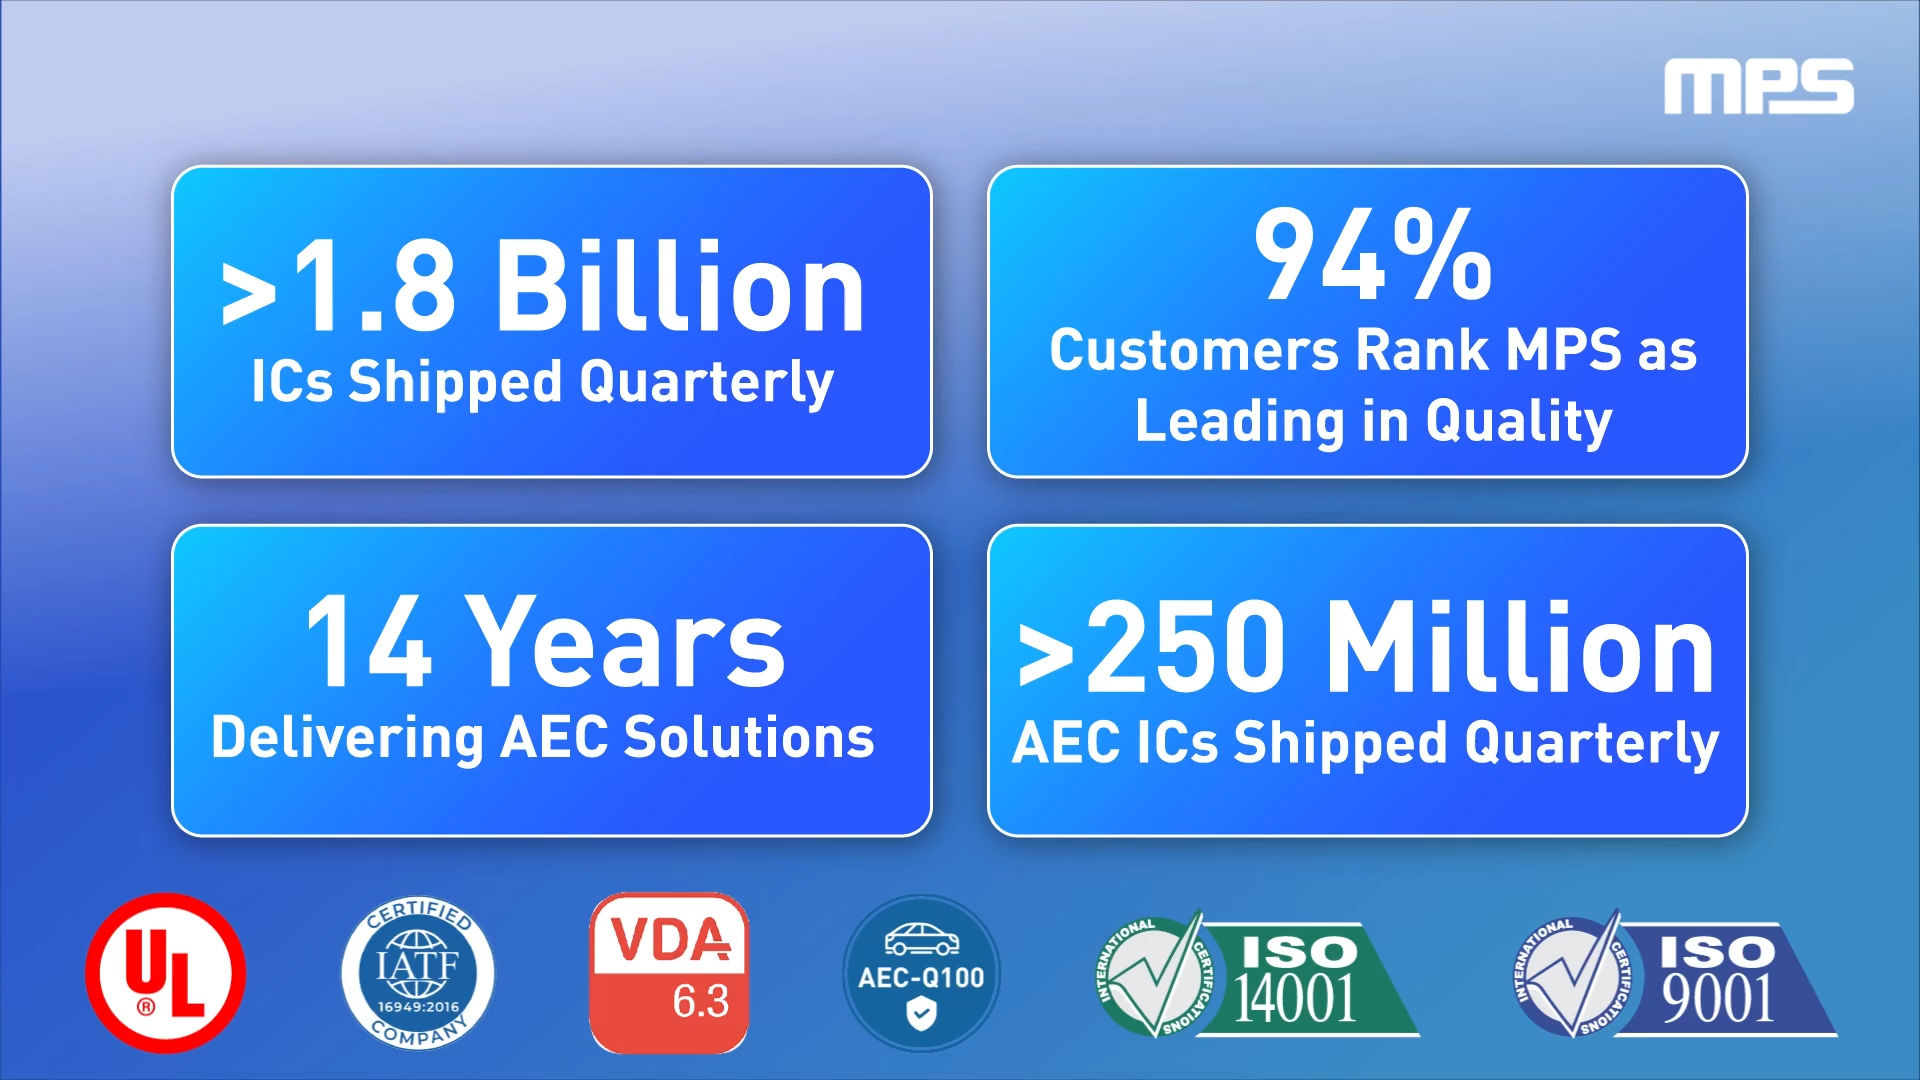 MPS
>1.8 Billion
ICs Shipped Quarterly
94%
Customers Rank MPS as
Leading in Quality
14 Years
Delivering AEC Solutions
>250 Million
AEC ICs Shipped Quarterly
UL
®
CERTIFIED
IATF
16949:2016
COMPANY
VDA
6.3
AEC-Q100
INTERNATIONAL
CERTIFICATIONS
ISO
14001
INTERNATIONAL
CERTIFICATIONS
ISO
9001